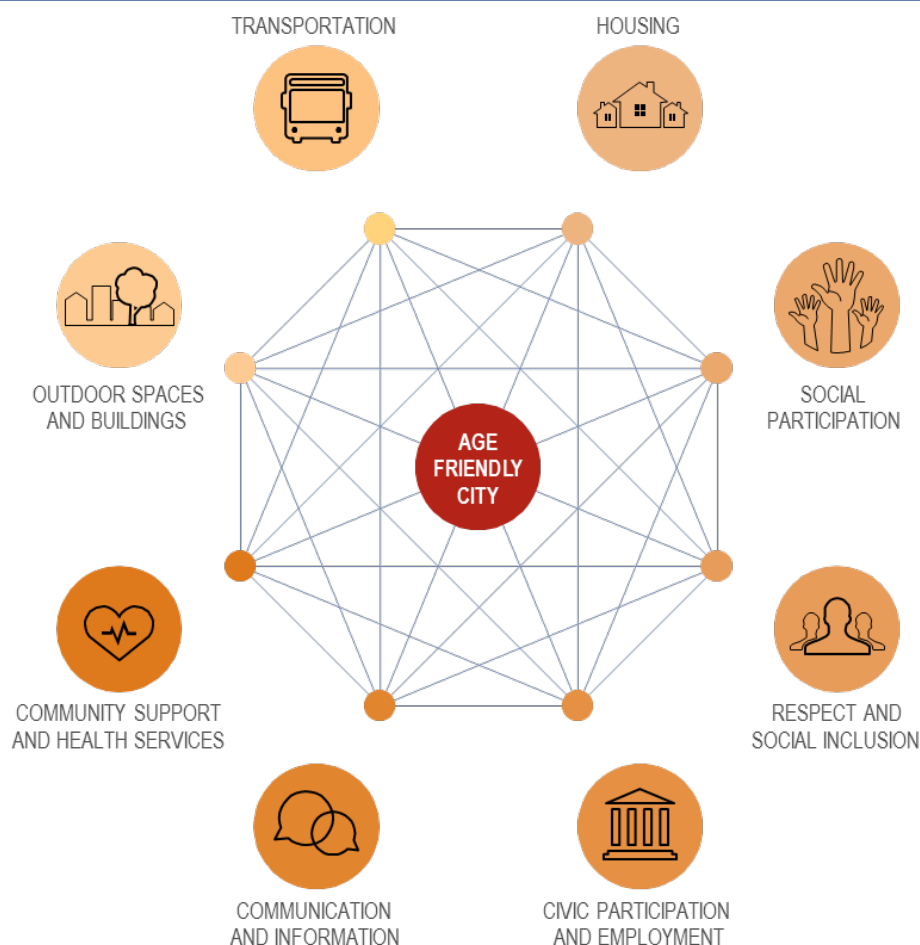 TRANSPORTATION
HOUSING
OUTDOOR SPACES
AND BUILDINGS
SOCIAL
PARTICIPATION
AGE
FRIENDLY
CITY
COMMUNITY SUPPORT
AND HEALTH SERVICES
RESPECT AND
SOCIAL INCLUSION
COMMUNICATION
AND INFORMATION
CIVIC PARTICIPATION
AND EMPLOYMENT